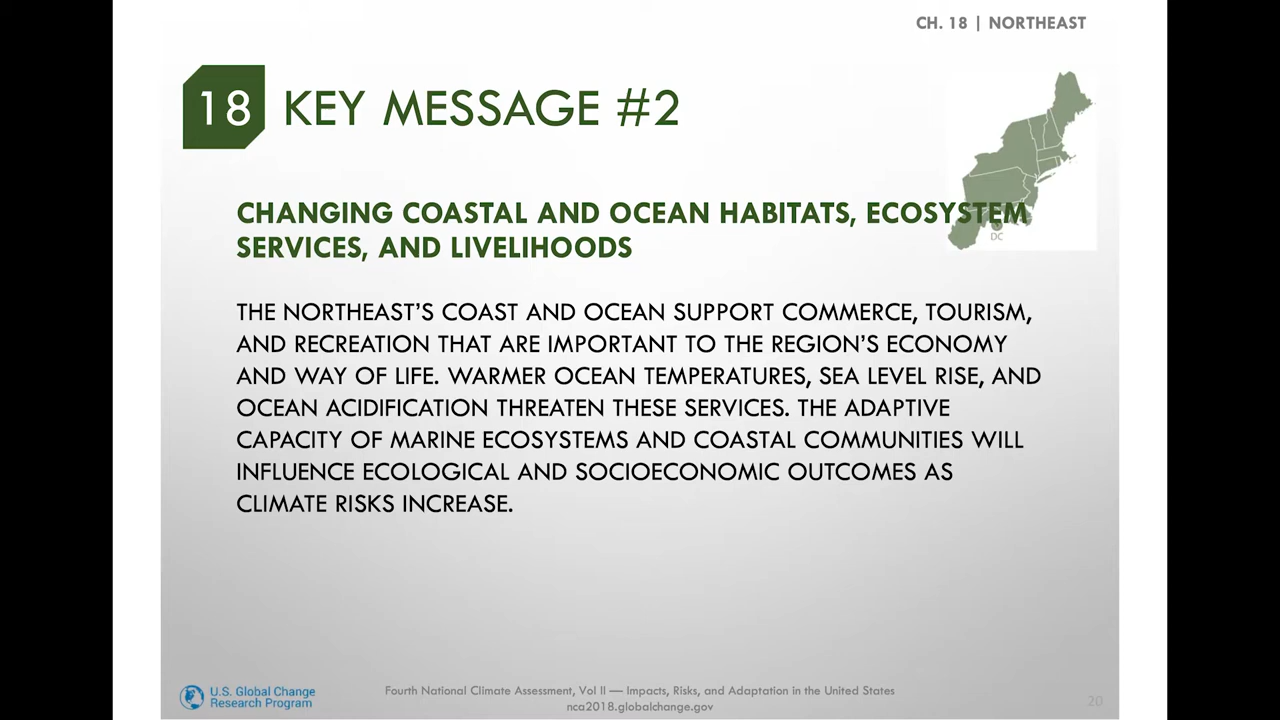 CH. 18 | NORTHEAST
18 KEY MESSAGE #2
CHANGING COASTAL AND OCEAN HABITATS, ECOSYSTEM
SERVICES, AND LIVELIHOODS
DC
THE NORTHEAST’S COAST AND OCEAN SUPPORT COMMERCE, TOURISM,
AND RECREATION THAT ARE IMPORTANT TO THE REGION’S ECONOMY
AND WAY OF LIFE. WARMER OCEAN TEMPERATURES, SEA LEVEL RISE, AND
OCEAN ACIDIFICATION THREATEN THESE SERVICES. THE ADAPTIVE
CAPACITY OF MARINE ECOSYSTEMS AND COASTAL COMMUNITIES WILL
INFLUENCE ECOLOGICAL AND SOCIOECONOMIC OUTCOMES AS
CLIMATE RISKS INCREASE.
U.S. Global Change
Research Program
Fourth National Climate Assessment, Vol II — Impacts, Risks, and Adaptation in the United States
nca2018.globalchange.gov
20